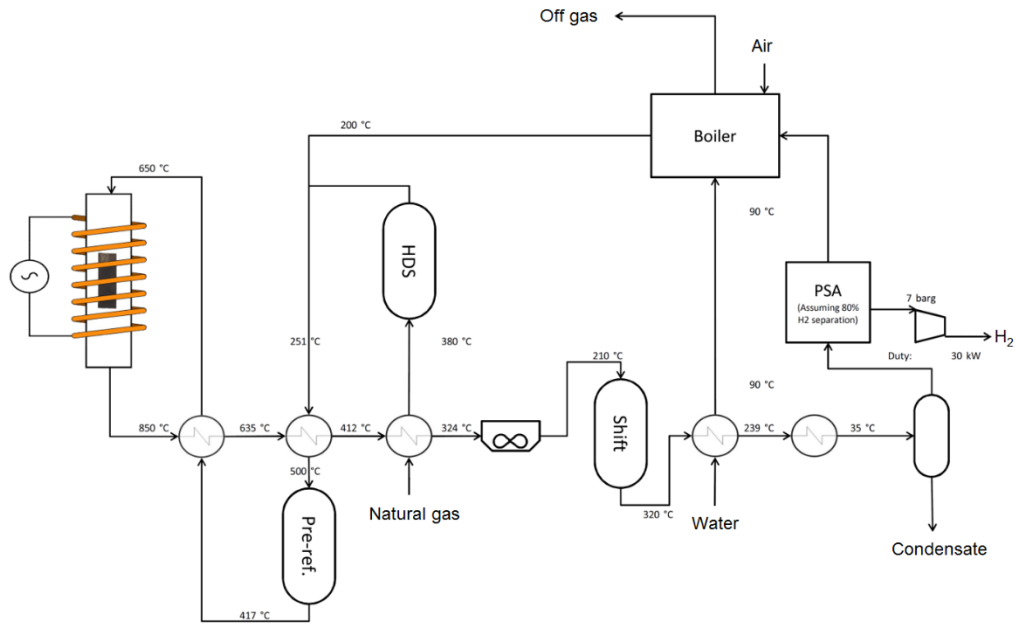 Off gas
Air
Boiler
200 °C
650 °C
90 °C
HDS
PSA
(Assuming 80%
H2 separation)
7 barg
H₂
Duty:
30 kW
251 °C
380 °C
210 °C
90 °C
850 °C
635 °C
412 °C
324 °C
Shift
239 °C
35 °C
500 °C
Natural gas
320 °C
Water
Condensate
Pre-ref.
417 °C